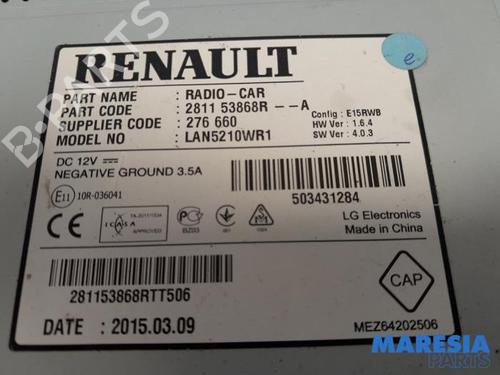 RENAULT
PART NAME : RADIO-CAR
PART CODE : 2811 53868R --A
SUPPLIER CODE : 276 660
MODEL NO : LAN5210WR1
Config : E15RWB
HW Ver : 1.6.4
SW Ver : 4.0.3
e
DC 12V
NEGATIVE GROUND 3.5A
E11 10R-036041
503431284
CE
ICASA
APPROVED
BZ03
LG Electronics
Made in China
281153868RTT506
CAP
DATE : 2015.03.09
MEZ64202506
B-PARTS
MARESIA
PARTS